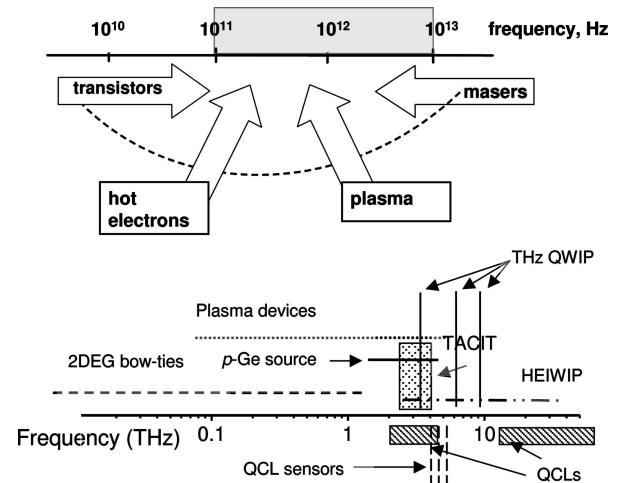 10^10 10^11 10^12 10^13 frequency, Hz
transistors
masers
hot
electrons
plasma
THz QWIP
Plasma devices
TACIT
2DEG bow-ties
p-Ge source
HEIWIP
Frequency (THz) 0.1 1 10
QCL sensors
QCLs